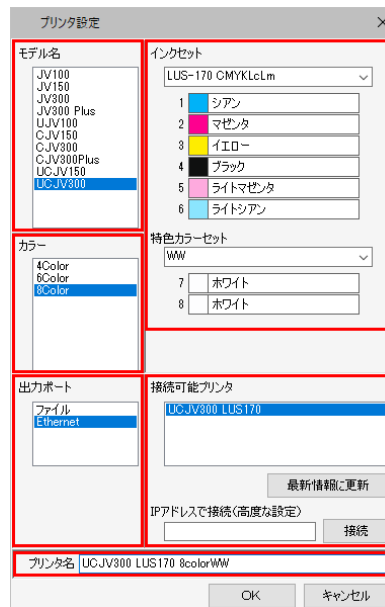 プリンタ設定
モデル名
JV100
JV150
JV300
JV300 Plus
UJV100
CJV150
CJV300
CJV300Plus
UCJV150
UCJV300
インクセット
LUS-170 CMYKLcLm
1 シアン
2 マゼンタ
3 イエロー
4 ブラック
5 ライトマゼンタ
6 ライトシアン
カラー
4Color
6Color
8Color
特色カラーセット
WW
7 ホワイト
8 ホワイト
出力ポート
ファイル
Ethernet
接続可能プリンタ
UCJV300 LUS170
最新情報に更新
IPアドレスで接続(高度な設定)
接続
プリンタ名 UCJV300 LUS170 8colorWW
OK キャンセル